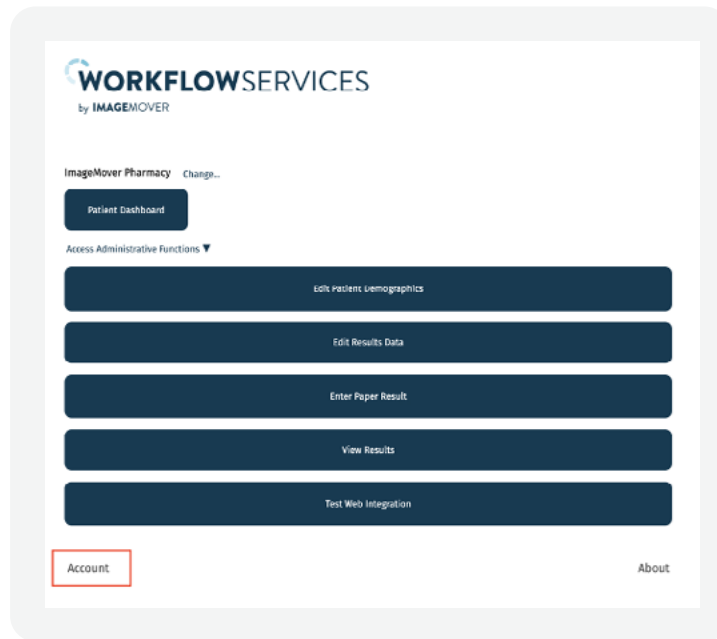 WORKFLOWSERVICES
by IMAGEMOVER
ImageMover Pharmacy Change...
Patient Dashboard
Access Administrative Functions ▼
Edit Patient Demographics
Edit Results Data
Enter Paper Result
View Results
Test Web Integration
Account About